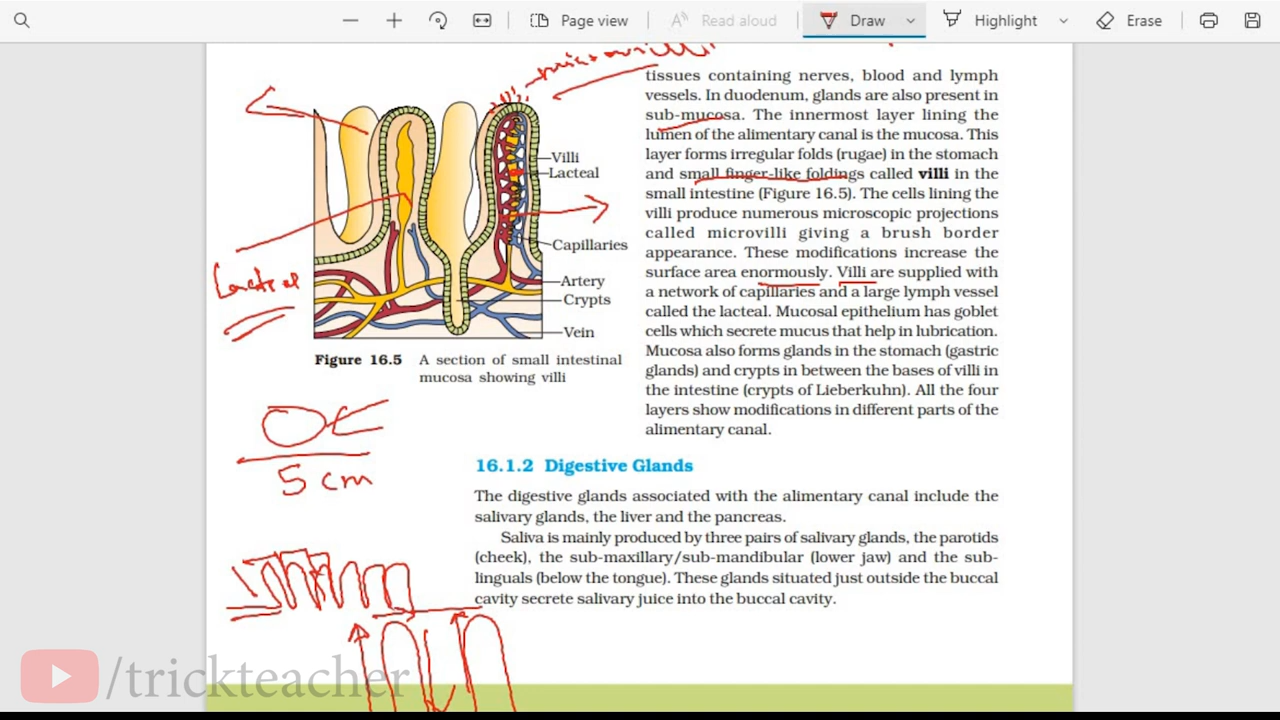 Page view
Read aloud
Draw
Highlight
Erase
microvilli
tissues containing nerves, blood and lymph
vessels. In duodenum, glands are also present in
sub-mucosa. The innermost layer lining the
lumen of the alimentary canal is the mucosa. This
layer forms irregular folds (rugae) in the stomach
and small finger-like foldings called villi in the
small intestine (Figure 16.5). The cells lining the
villi produce numerous microscopic projections
called microvilli giving a brush border
appearance. These modifications increase the
surface area enormously. Villi are supplied with
a network of capillaries and a large lymph vessel
called the lacteal. Mucosal epithelium has goblet
cells which secrete mucus that help in lubrication.
Mucosa also forms glands in the stomach (gastric
glands) and crypts in between the bases of villi in
the intestine (crypts of Lieberkuhn). All the four
layers show modifications in different parts of the
alimentary canal.
Villi
Lacteal
Capillaries
Artery
Crypts
Vein
Lacteal
Figure 16.5 A section of small intestinal
mucosa showing villi
5 cm
16.1.2 Digestive Glands
The digestive glands associated with the alimentary canal include the
salivary glands, the liver and the pancreas.
Saliva is mainly produced by three pairs of salivary glands, the parotids
(cheek), the sub-maxillary/sub-mandibular (lower jaw) and the sub-
linguals (below the tongue). These glands situated just outside the buccal
cavity secrete salivary juice into the buccal cavity.
/trickteacher